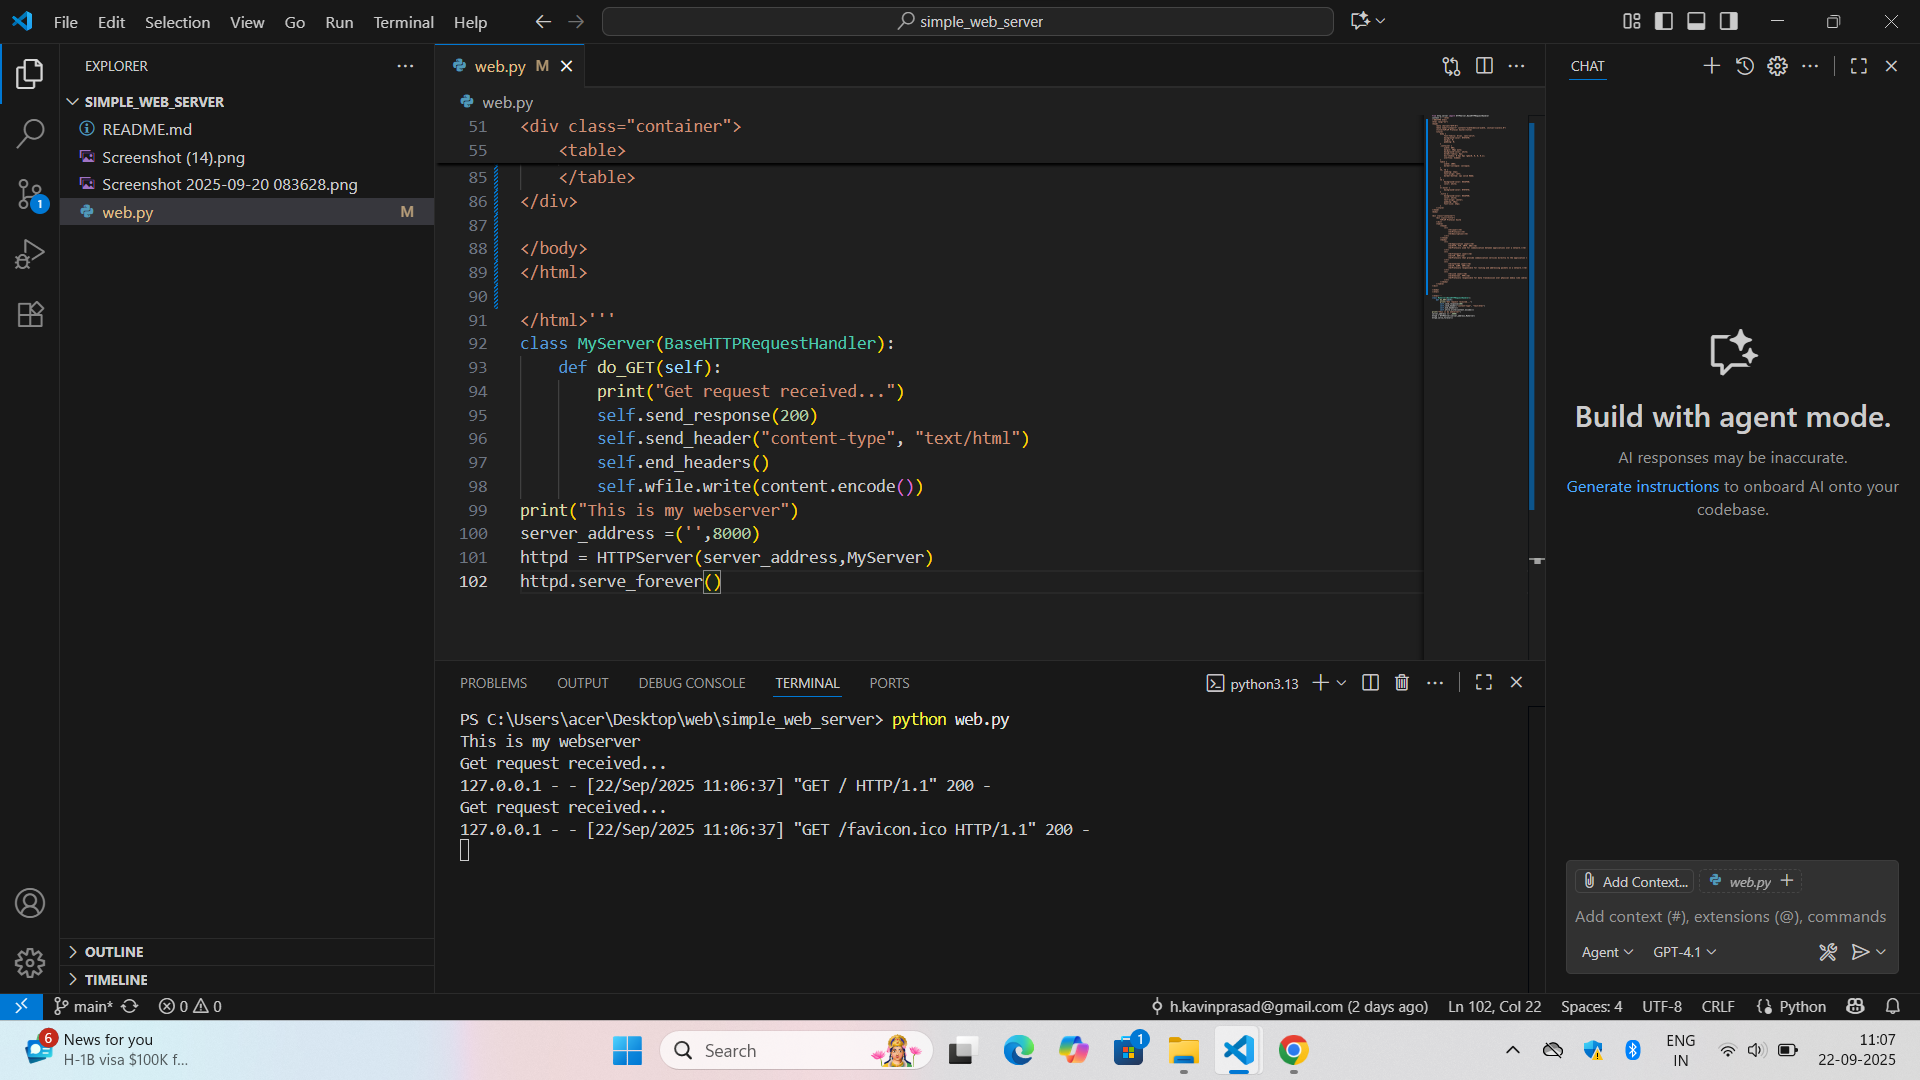 File Edit Selection View Go Run Terminal Help
simple_web_server
EXPLORER
SIMPLE_WEB_SERVER
README.md
Screenshot (14).png
Screenshot 2025-09-20 083628.png
web.py M
OUTLINE
TIMELINE
1
web.py M
web.py
51 <div class="container">
55 <table>
85 </table>
86 </div>
87
88 </body>
89 </html>
90
91 </html>'''
92 class MyServer(BaseHTTPRequestHandler):
93 def do_GET(self):
94 print("Get request received...")
95 self.send_response(200)
96 self.send_header("content-type", "text/html")
97 self.end_headers()
98 self.wfile.write(content.encode())
99 print("This is my webserver")
100 server_address =('',8000)
101 httpd = HTTPServer(server_address,MyServer)
102 httpd.serve_forever()
PROBLEMS OUTPUT DEBUG CONSOLE TERMINAL PORTS
python3.13
PS C:\Users\acer\Desktop\web\simple_web_server> python web.py
This is my webserver
Get request received...
127.0.0.1 - - [22/Sep/2025 11:06:37] "GET / HTTP/1.1" 200 -
Get request received...
127.0.0.1 - - [22/Sep/2025 11:06:37] "GET /favicon.ico HTTP/1.1" 200 -
CHAT
Build with agent mode.
AI responses may be inaccurate.
Generate instructions to onboard AI onto your
codebase.
Add Context... web.py
Add context (#), extensions (@), commands
Agent GPT-4.1
main* 0 0
h.kavinprasad@gmail.com (2 days ago) Ln 102, Col 22 Spaces: 4 UTF-8 CRLF Python
6
News for you
H-1B visa $100K f...
Search
1
ENG
IN
11:07
22-09-2025